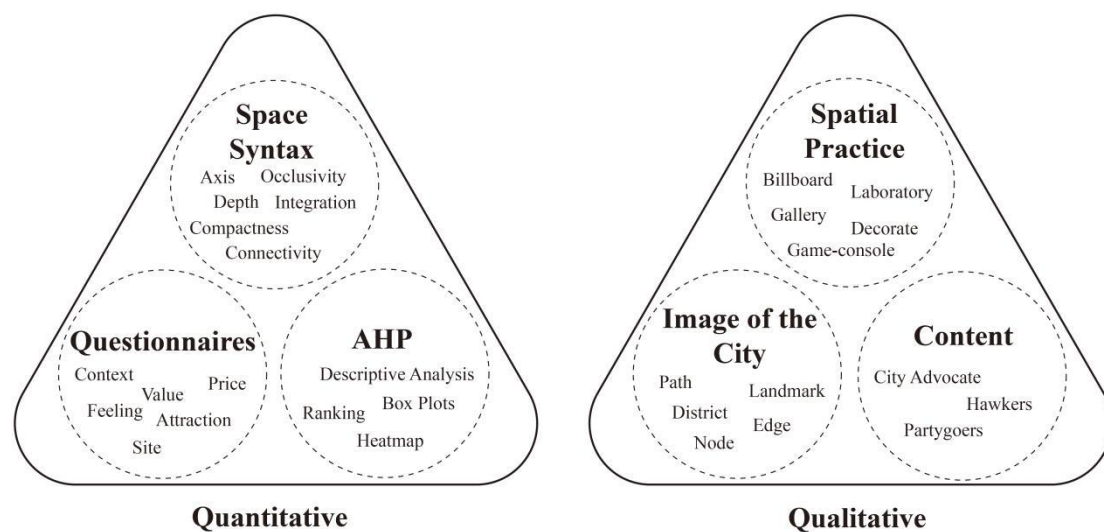 Space
Syntax
Axis Occlusivity
Depth Integration
Compactness
Connectivity
Questionnaires
Context
Value Price
Feeling
Attraction
Site
AHP
Descriptive Analysis
Ranking Box Plots
Heatmap
Quantitative
Spatial
Practice
Billboard
Laboratory
Gallery
Decorate
Game-console
Image of the
City
Path
Landmark
District
Edge
Node
Content
City Advocate
Hawkers
Partygoers
Qualitative